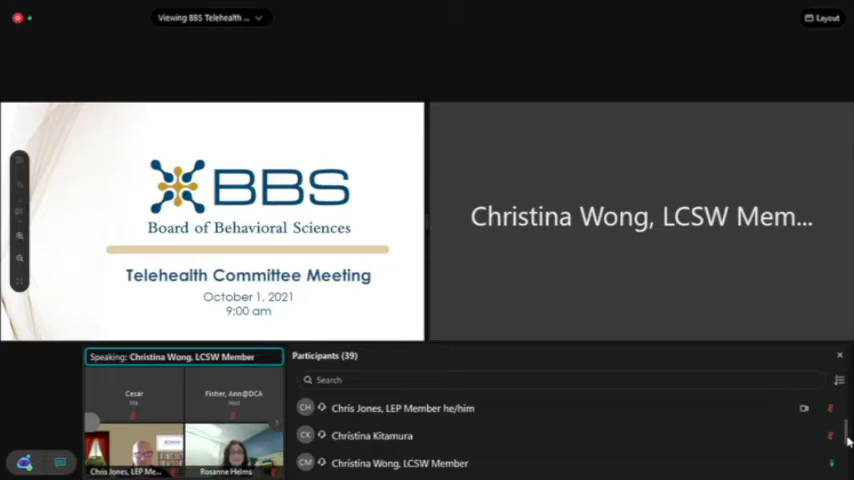 Viewing BBS Telehealth ...
Layout
BBS
Board of Behavioral Sciences
Telehealth Committee Meeting
October 1, 2021
9:00 am
Christina Wong, LCSW Mem...
Speaking: Christina Wong, LCSW Member
Cesar
Fisher, Ann@DCA
Host
Chris Jones, LEP Me...
Rosanne Helms
Participants (39)
Search
CH Chris Jones, LEP Member he/him
CK Christina Kitamura
CM Christina Wong, LCSW Member